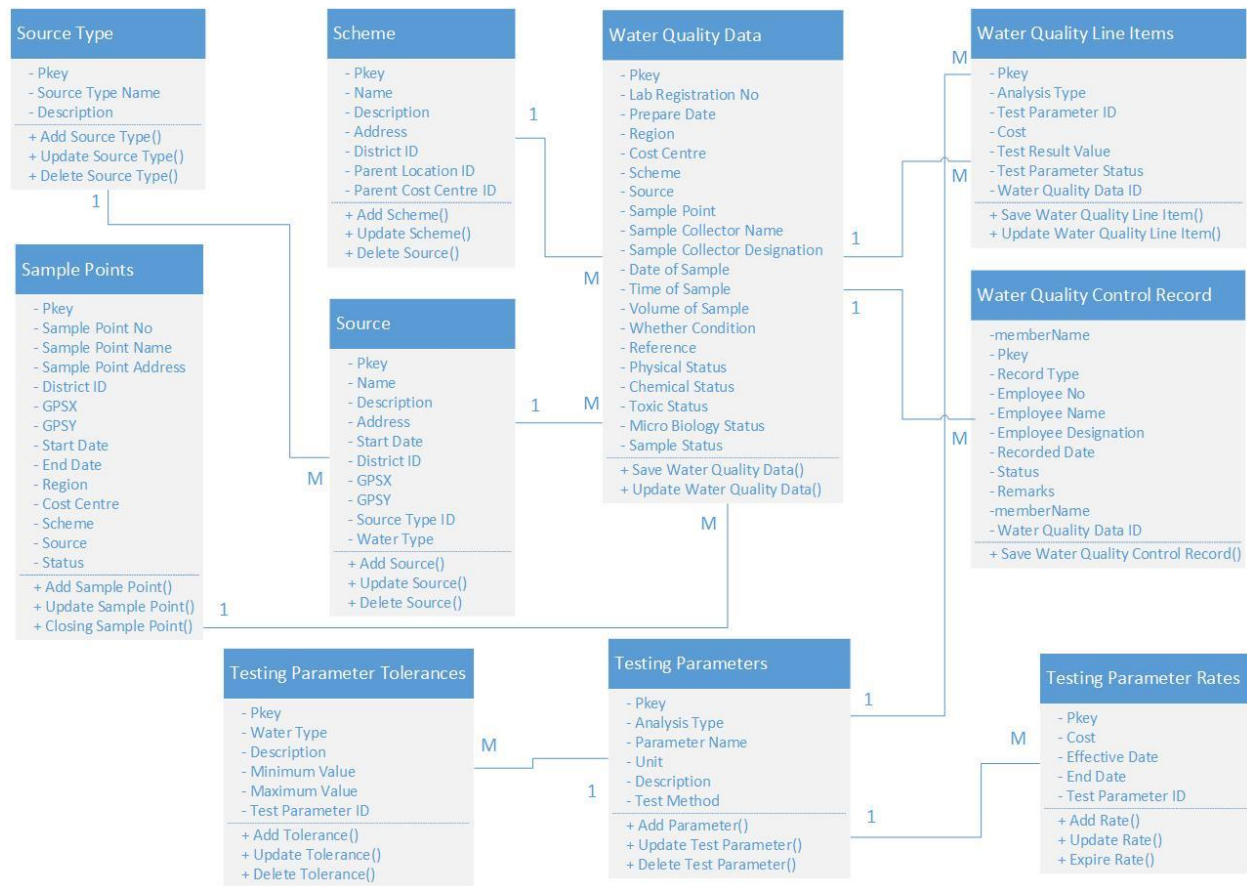 Source Type
- Pkey
- Source Type Name
- Description
+ Add Source Type()
+ Update Source Type()
+ Delete Source Type()
1
Scheme
- Pkey
- Name
- Description
- Address
- District ID
- Parent Location ID
- Parent Cost Centre ID
+ Add Scheme()
+ Update Scheme()
+ Delete Source()
1
M
Water Quality Data
- Pkey
- Lab Registration No
- Prepare Date
- Region
- Cost Centre
- Scheme
- Source
- Sample Point
- Sample Collector Name
- Sample Collector Designation
- Date of Sample
- Time of Sample
- Volume of Sample
- Whether Condition
- Reference
- Physical Status
- Chemical Status
- Toxic Status
- Micro Biology Status
- Sample Status
+ Save Water Quality Data()
+ Update Water Quality Data()
M
1
1
Water Quality Line Items
M
- Pkey
- Analysis Type
- Test Parameter ID
- Cost
- Test Result Value
- Test Parameter Status
- Water Quality Data ID
+ Save Water Quality Line Item()
+ Update Water Quality Line Item()
M
Sample Points
- Pkey
- Sample Point No
- Sample Point Name
- Sample Point Address
- District ID
- GPSX
- GPSY
- Start Date
- End Date
- Region
- Cost Centre
- Scheme
- Source
- Status
+ Add Sample Point()
+ Update Sample Point()
+ Closing Sample Point()
1
Source
- Pkey
- Name
- Description
- Address
- Start Date
- District ID
- GPSX
- GPSY
- Source Type ID
- Water Type
+ Add Source()
+ Update Source()
+ Delete Source()
M
1
M
Water Quality Control Record
-memberName
- Pkey
- Record Type
- Employee No
- Employee Name
- Employee Designation
- Recorded Date
- Status
- Remarks
-memberName
- Water Quality Data ID
+ Save Water Quality Control Record()
M
Testing Parameter Tolerances
- Pkey
- Water Type
- Description
- Minimum Value
- Maximum Value
- Test Parameter ID
+ Add Tolerance()
+ Update Tolerance()
+ Delete Tolerance()
M
1
Testing Parameters
- Pkey
- Analysis Type
- Parameter Name
- Unit
- Description
- Test Method
+ Add Parameter()
+ Update Test Parameter()
+ Delete Test Parameter()
1
1
M
Testing Parameter Rates
- Pkey
- Cost
- Effective Date
- End Date
- Test Parameter ID
+ Add Rate()
+ Update Rate()
+ Expire Rate()